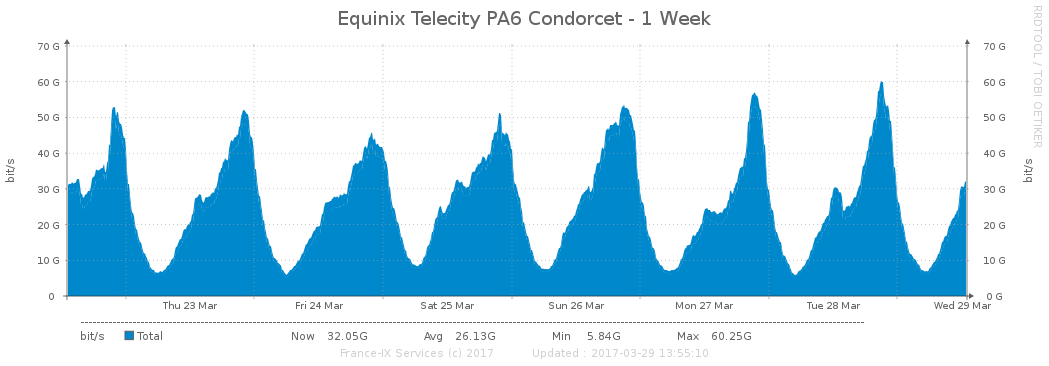 Equinix Telecity PA6 Condorcet - 1 Week
RRDTOOL / TOBI OETIKER
bit/s
70 G
60 G
50 G
40 G
30 G
20 G
10 G
0
70 G
60 G
50 G
40 G
30 G
20 G
10 G
0 G
bit/s
Thu 23 Mar Fri 24 Mar Sat 25 Mar Sun 26 Mar Mon 27 Mar Tue 28 Mar Wed 29 Mar
bit/s Total Now 32.05G Avg 26.13G Min 5.84G Max 60.25G
France-IX Services (c) 2017 Updated : 2017-03-29 13:55:10